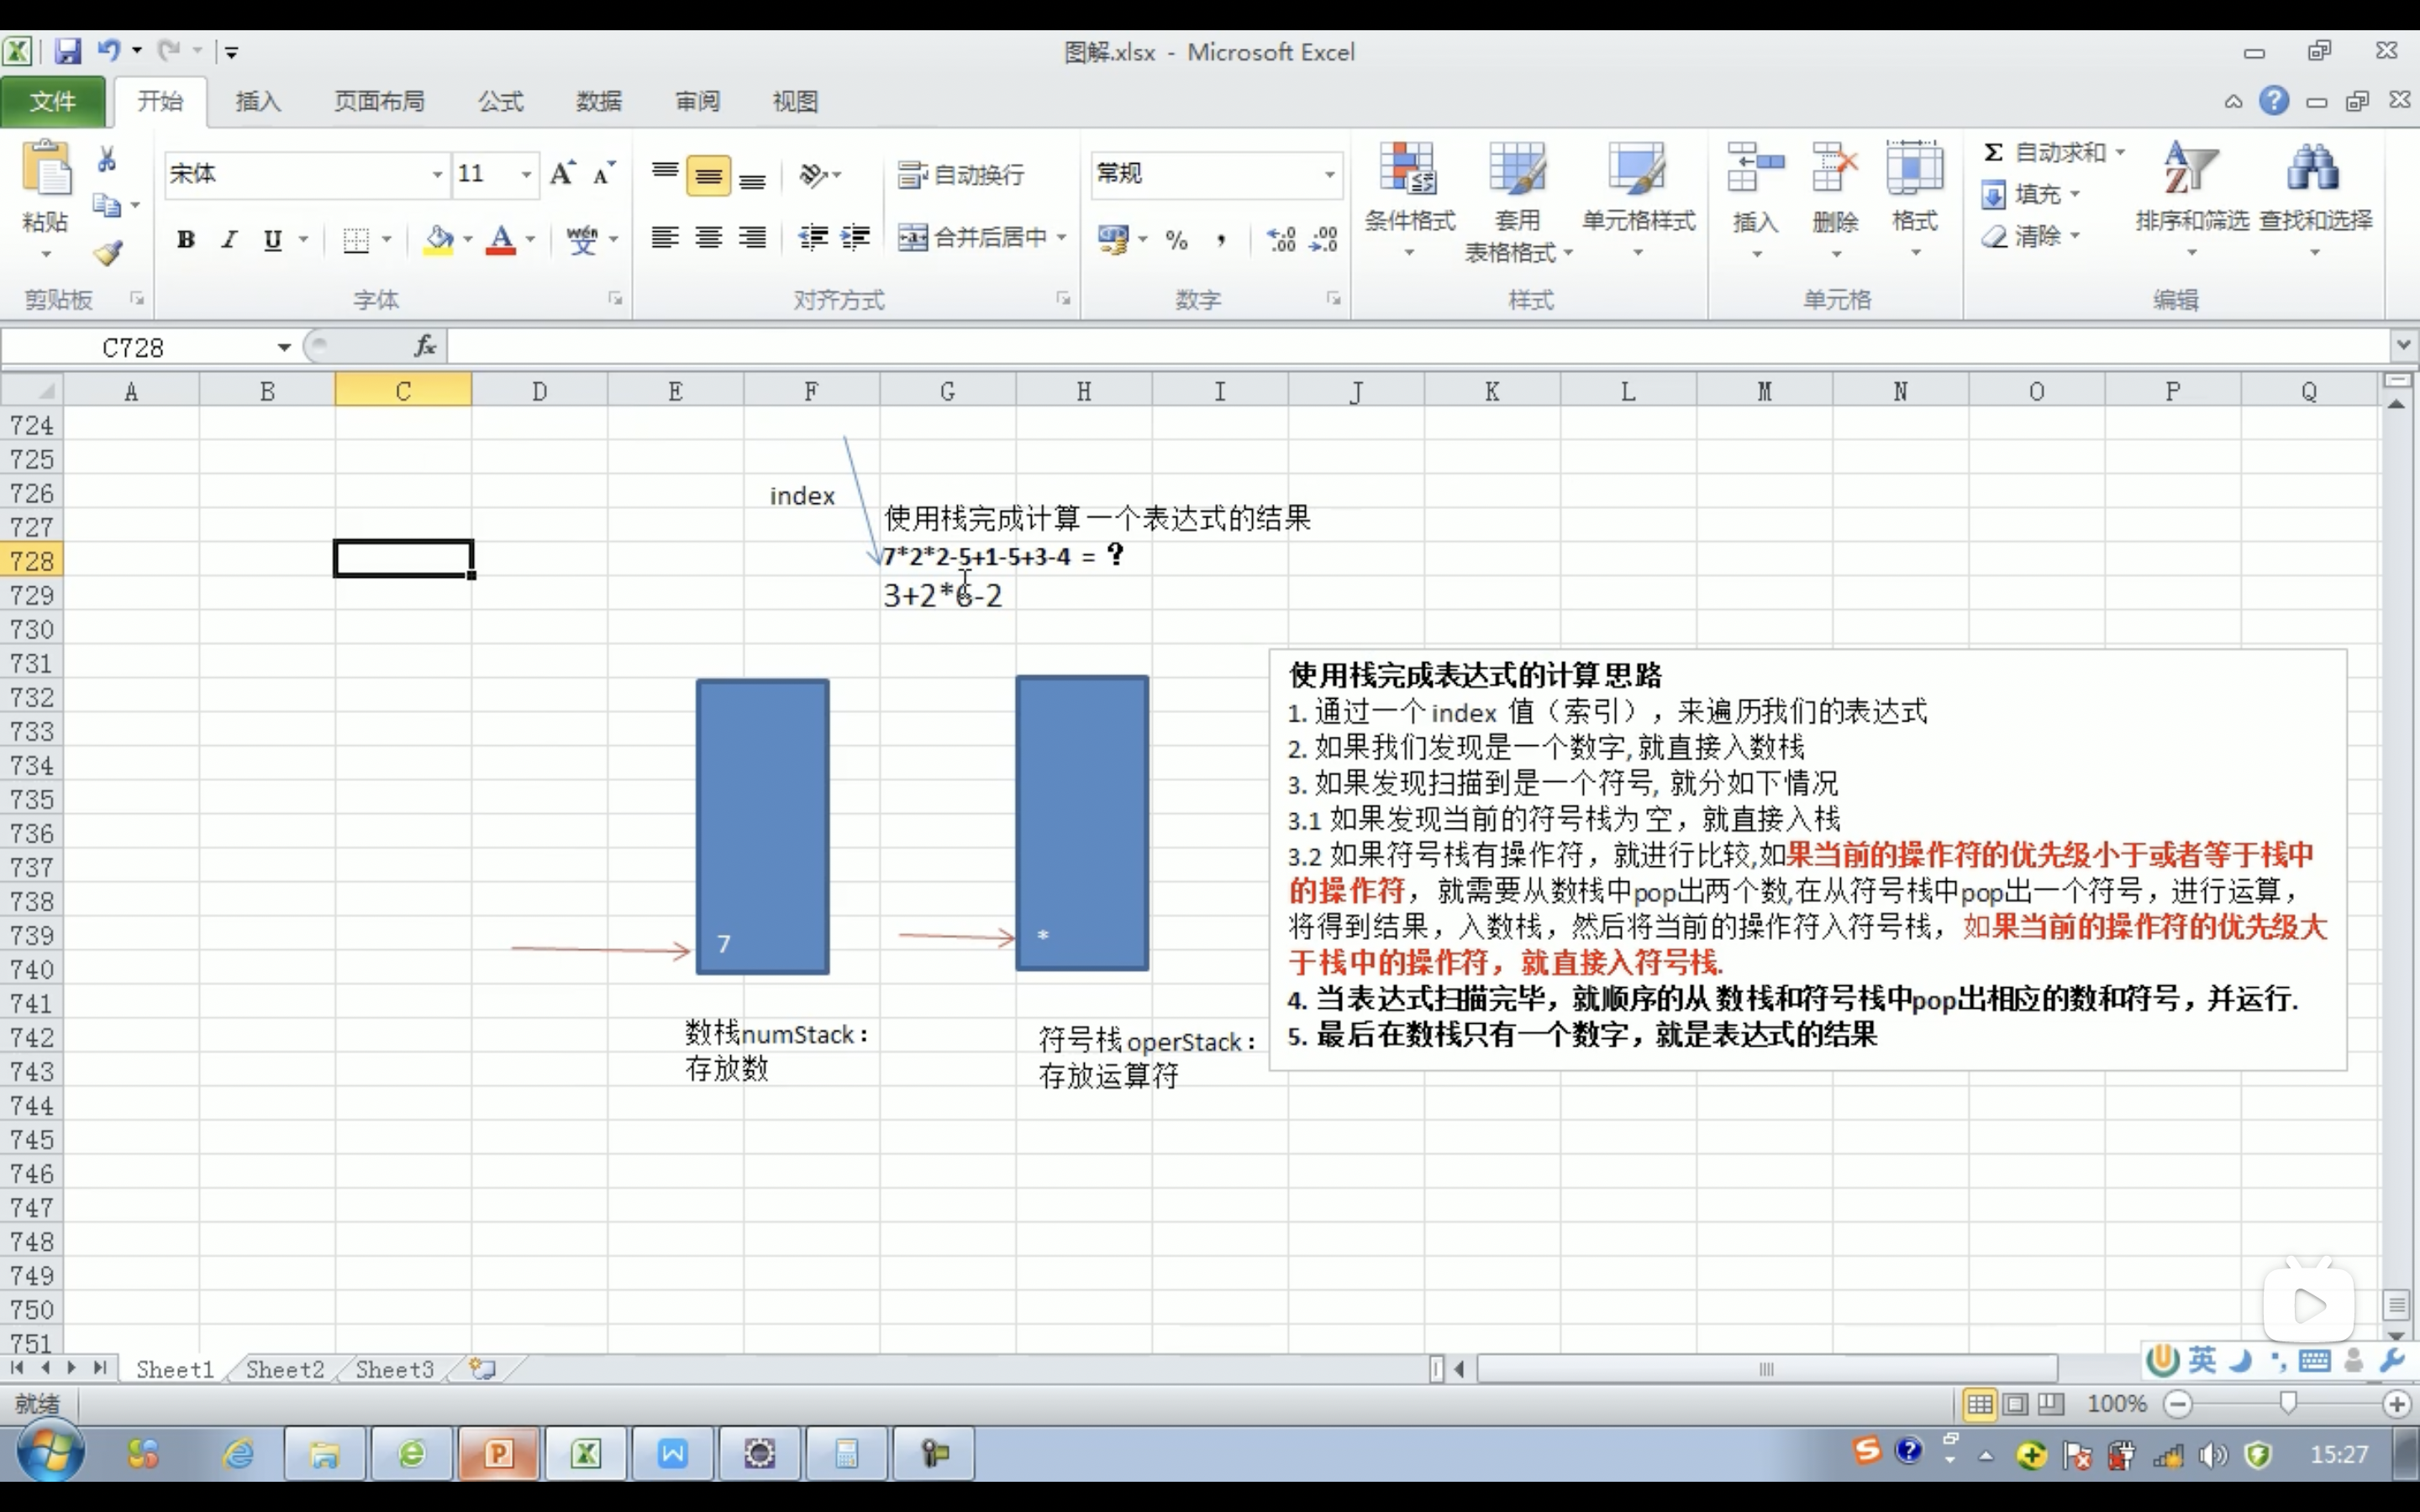 图解.xlsx - Microsoft Excel
文件 开始 插入 页面布局 公式 数据 审阅 视图
宋体 11 自动换行 常规 Σ 自动求和
粘贴 条件格式 套用 单元格样式 插入 删除 格式 填充 排序和筛选 查找和选择
B I U wén 文 合并后居中 % , 表格格式 清除
剪贴板 字体 对齐方式 数字 样式 单元格 编辑
C728 fx
A B C D E F G H I J K L M N O P Q
724
725
726
727
728
729
730
731
732
733
734
735
736
737
738
739
740
741
742
743
744
745
746
747
748
749
750
751
index
使用栈完成计算一个表达式的结果
7*2*2-5+1-5+3-4 = ?
3+2*6-2
7
*
数栈numStack：
存放数
符号栈operStack：
存放运算符
使用栈完成表达式的计算思路
1. 通过一个 index 值（索引），来遍历我们的表达式
2. 如果我们发现是一个数字,就直接入数栈
3. 如果发现扫描到是一个符号, 就分如下情况
3.1 如果发现当前的符号栈为空，就直接入栈
3.2 如果符号栈有操作符，就进行比较,如果当前的操作符的优先级小于或者等于栈中
的操作符，就需要从数栈中pop出两个数,在从符号栈中pop出一个符号，进行运算，
将得到结果，入数栈，然后将当前的操作符入符号栈，如果当前的操作符的优先级大
于栈中的操作符，就直接入符号栈.
4. 当表达式扫描完毕，就顺序的从数栈和符号栈中pop出相应的数和符号，并运行.
5. 最后在数栈只有一个数字，就是表达式的结果
Sheet1 Sheet2 Sheet3
英
就绪 100%
15:27